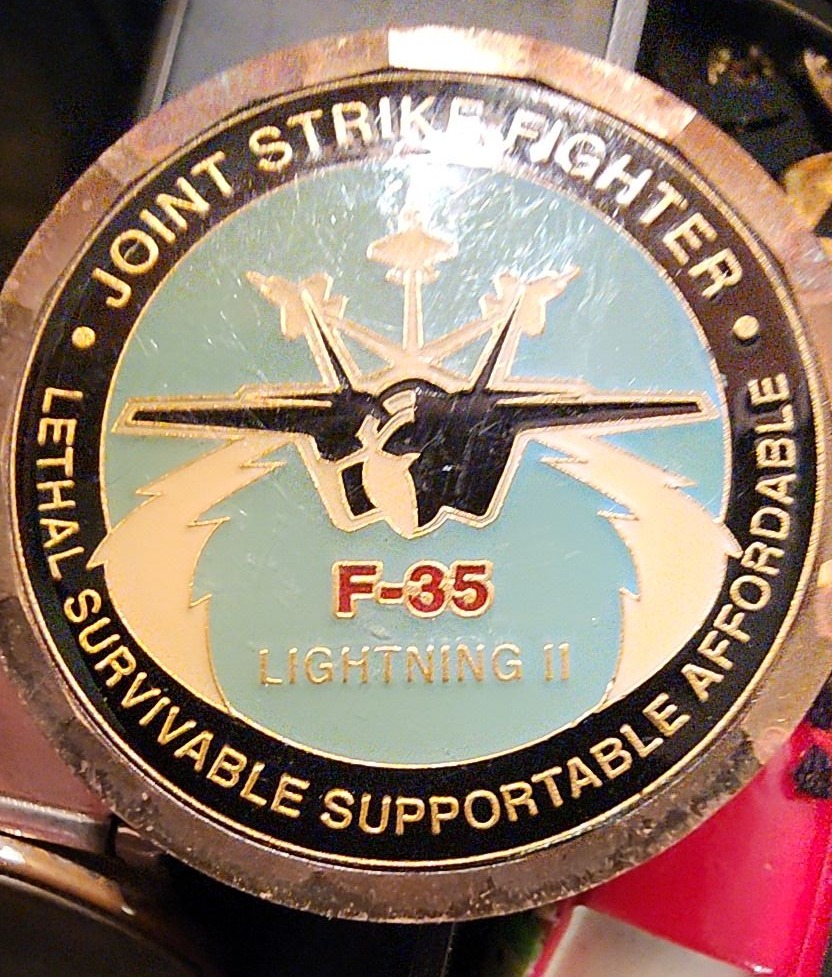 JOINT STRIKE FIGHTER
F-35
LIGHTNING II
LETHAL SURVIVABLE SUPPORTABLE AFFORDABLE